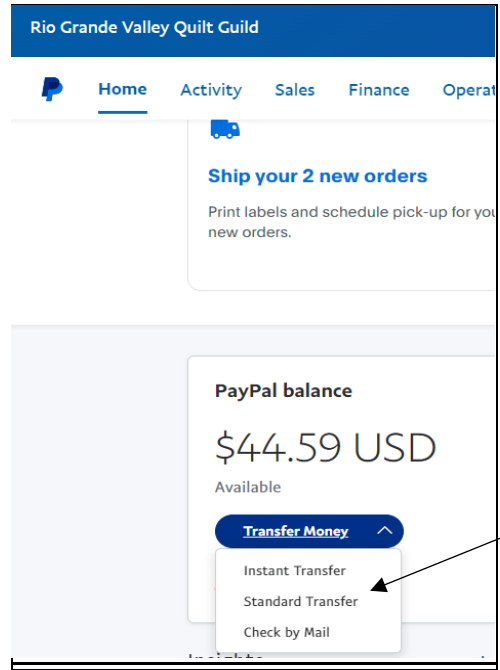 Rio Grande Valley Quilt Guild
Home Activity Sales Finance Operat
Ship your 2 new orders
Print labels and schedule pick-up for you
new orders.
PayPal balance
$44.59 USD
Available
Transfer Money
Instant Transfer
Standard Transfer
Check by Mail